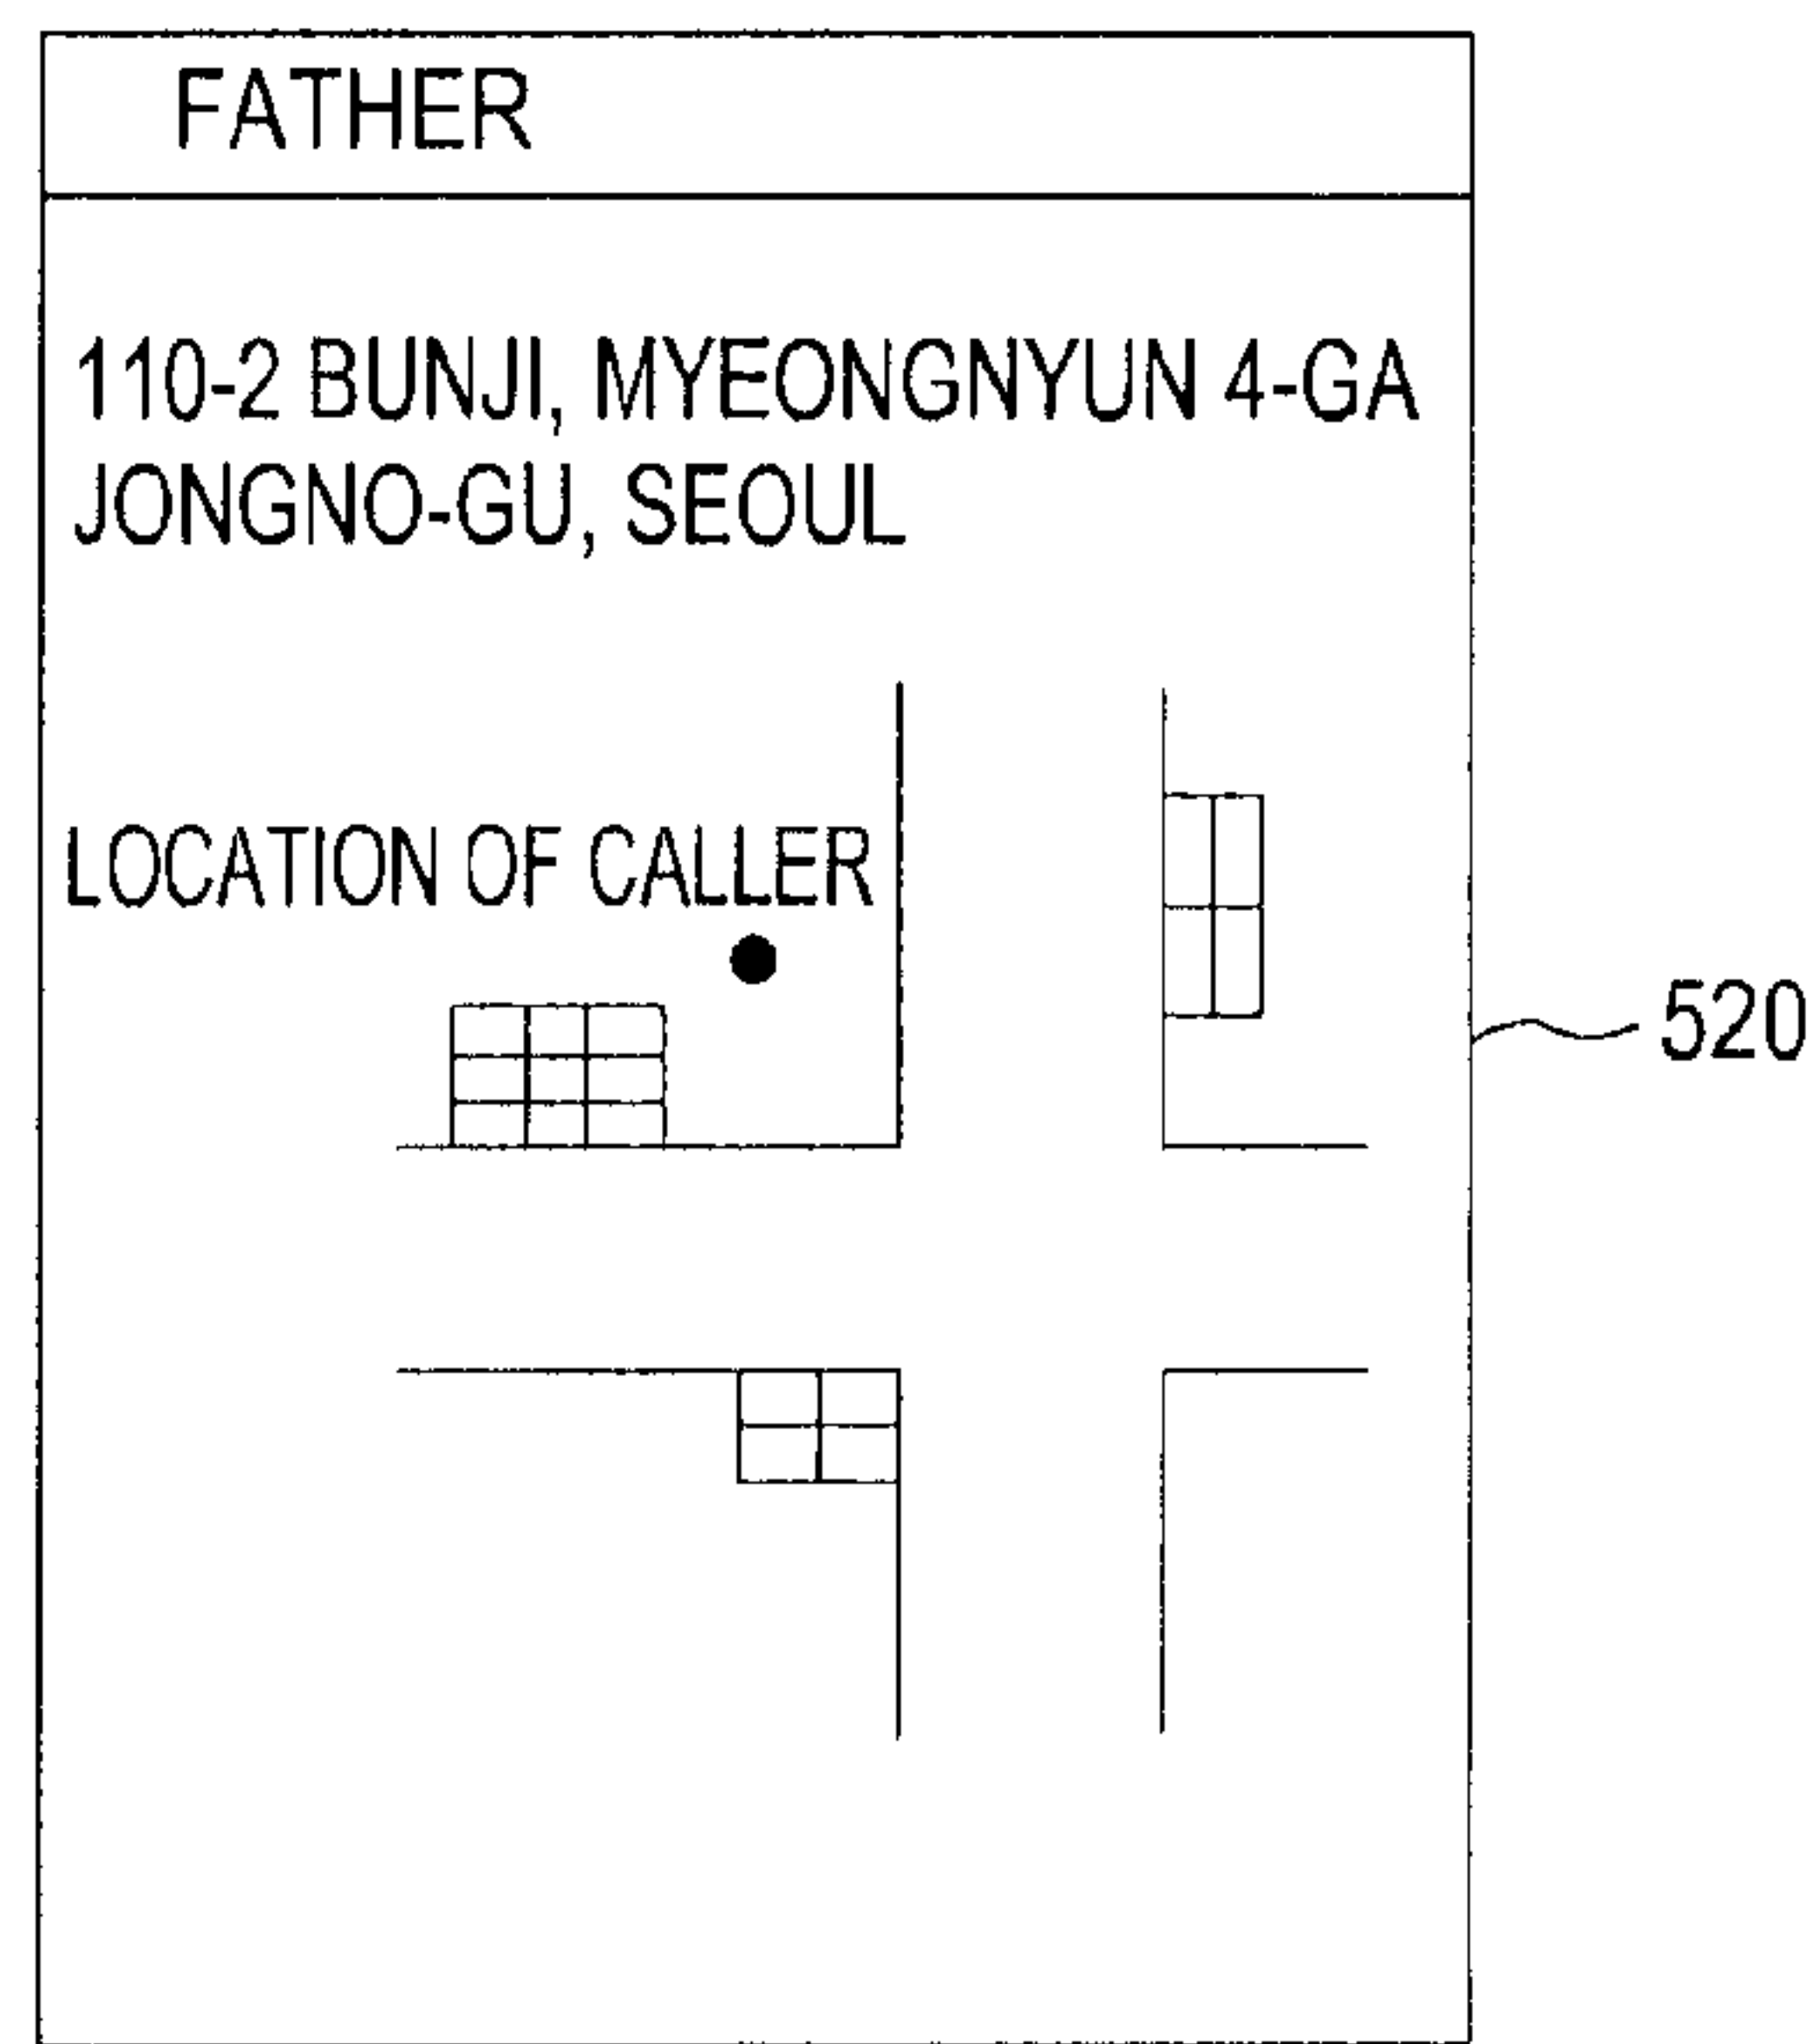 FATHER
110-2 BUNJI, MYEONGNYUN 4-GA
JONGNO-GU, SEOUL
LOCATION OF CALLER
520